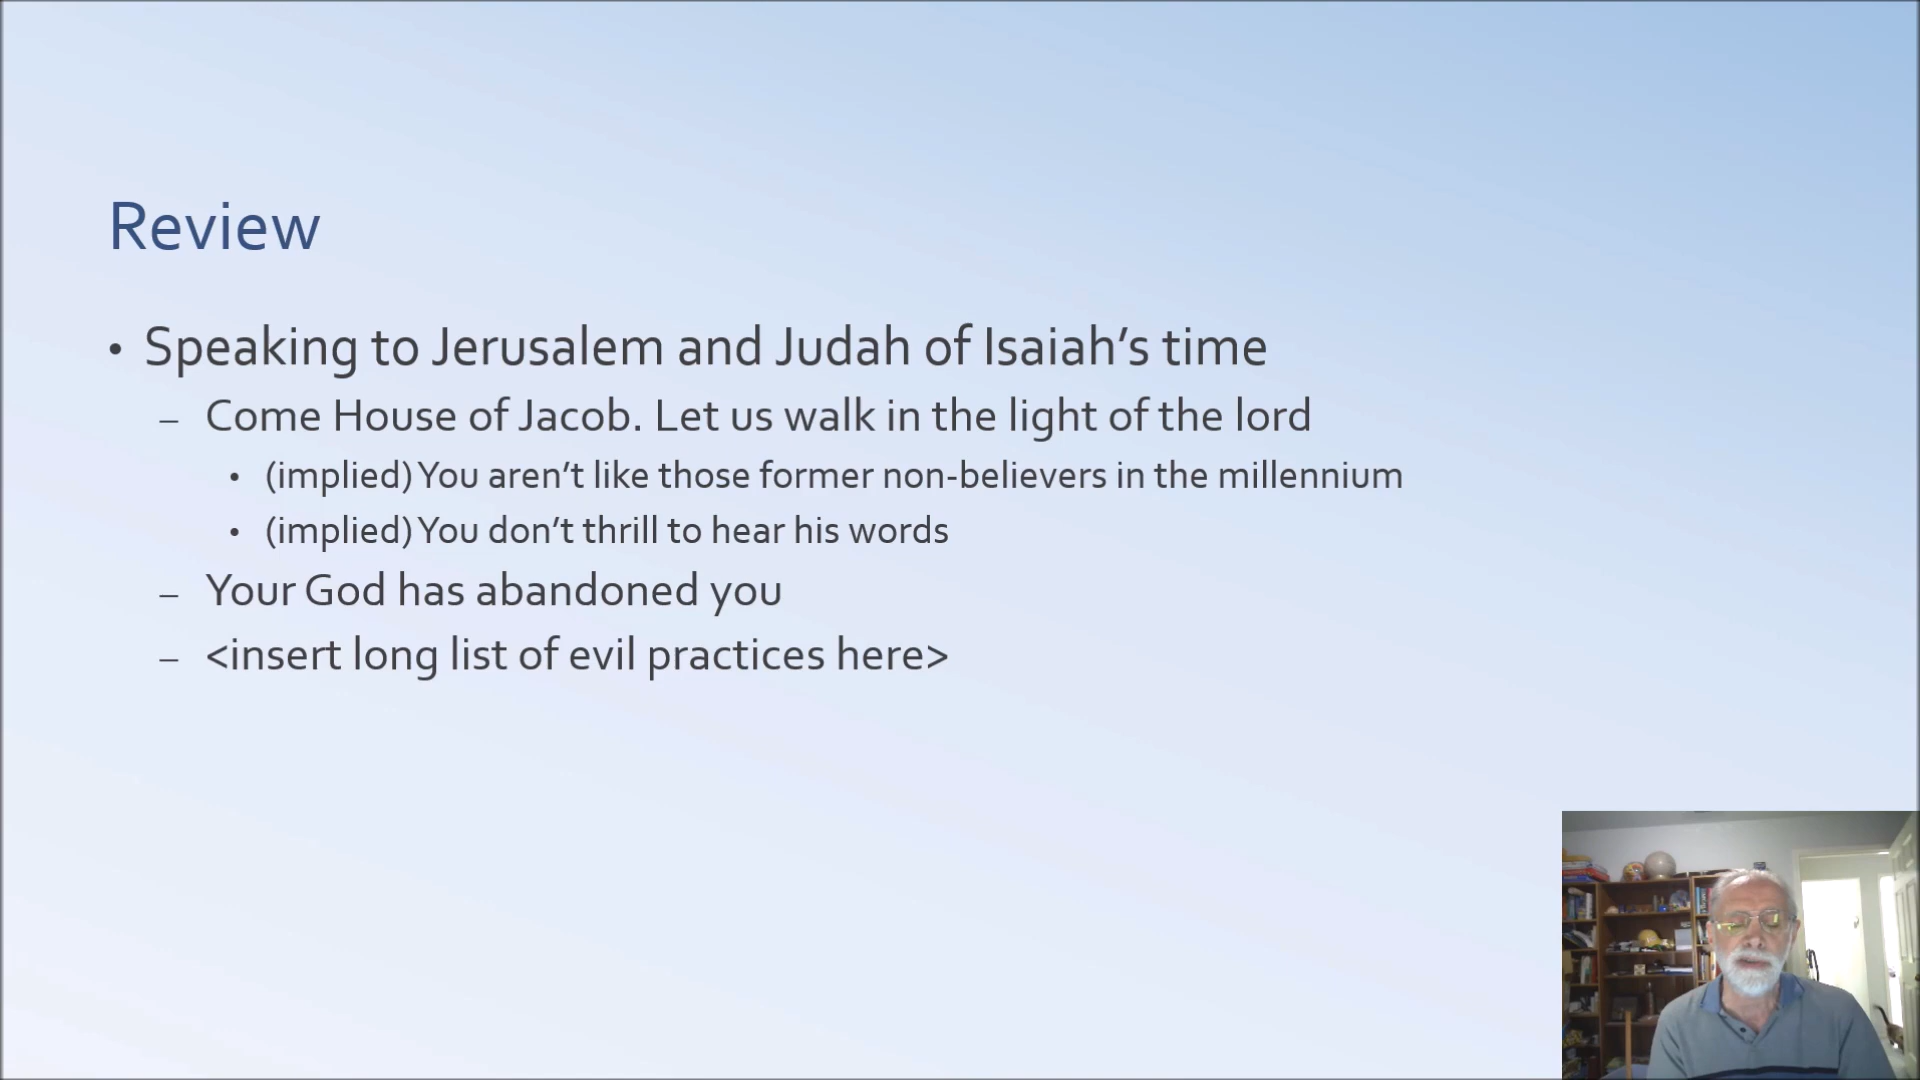 Review
• Speaking to Jerusalem and Judah of Isaiah’s time
– Come House of Jacob. Let us walk in the light of the lord
• (implied) You aren’t like those former non-believers in the millennium
• (implied) You don’t thrill to hear his words
– Your God has abandoned you
– <insert long list of evil practices here>